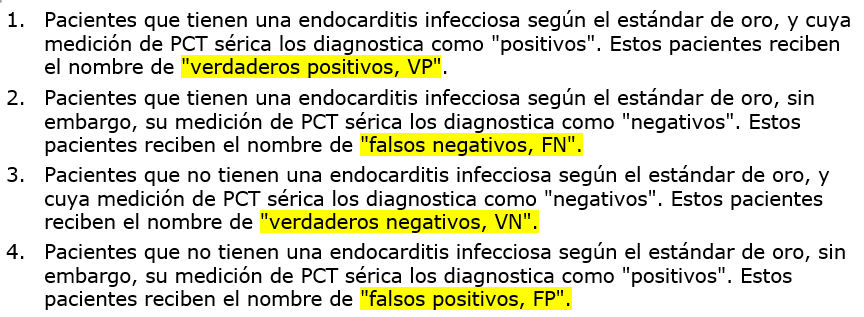 1. Pacientes que tienen una endocarditis infecciosa según el estándar de oro, y cuya
medición de PCT sérica los diagnostica como "positivos". Estos pacientes reciben
el nombre de "verdaderos positivos, VP".
2. Pacientes que tienen una endocarditis infecciosa según el estándar de oro, sin
embargo, su medición de PCT sérica los diagnostica como "negativos". Estos
pacientes reciben el nombre de "falsos negativos, FN".
3. Pacientes que no tienen una endocarditis infecciosa según el estándar de oro, y
cuya medición de PCT sérica los diagnostica como "negativos". Estos pacientes
reciben el nombre de "verdaderos negativos, VN".
4. Pacientes que no tienen una endocarditis infecciosa según el estándar de oro, sin
embargo, su medición de PCT sérica los diagnostica como "positivos". Estos
pacientes reciben el nombre de "falsos positivos, FP".